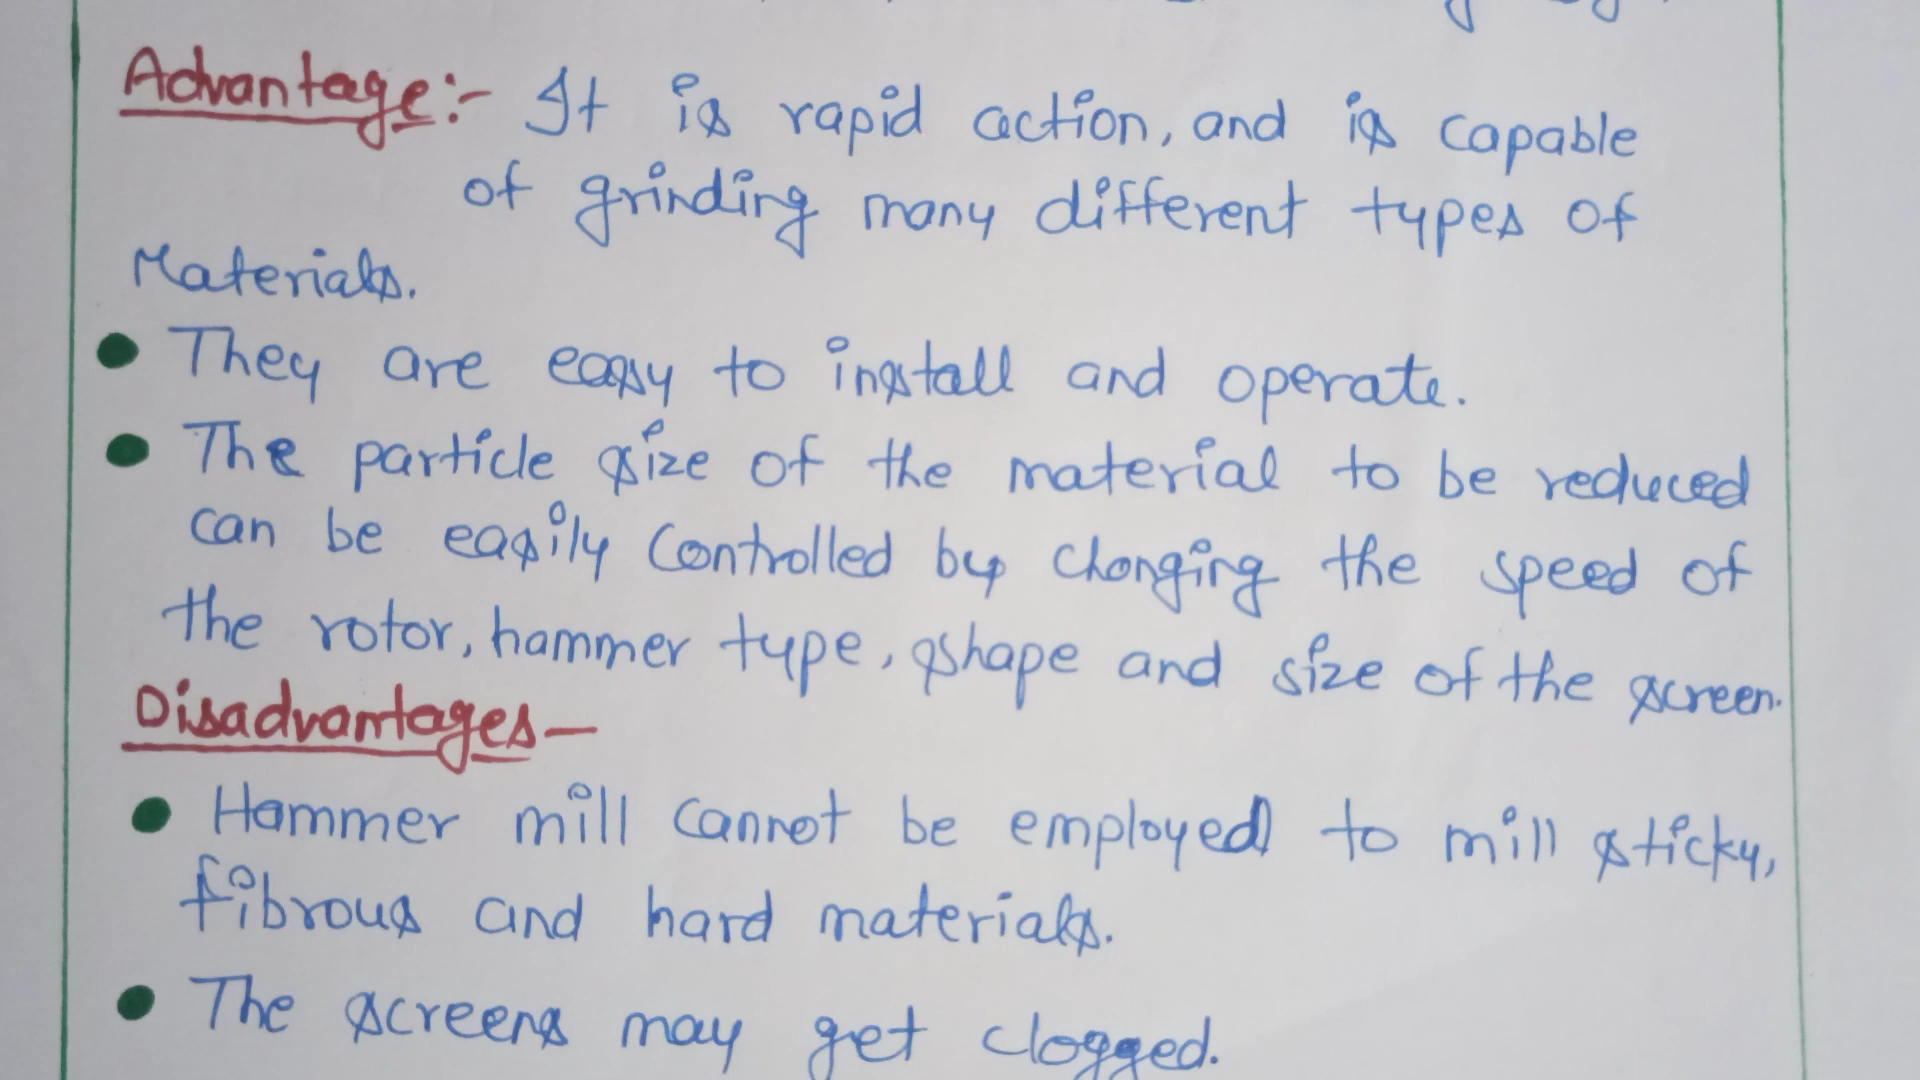 Advantage:- It is rapid action, and is capable
of grinding many different types of
Materials.
• They are easy to install and operate.
• The particle size of the material to be reduced
can be easily controlled by changing the speed of
the rotor, hammer type, shape and size of the screen.
Disadvantages-
• Hammer mill cannot be employed to mill sticky,
fibrous and hard materials.
• The screens may get clogged.